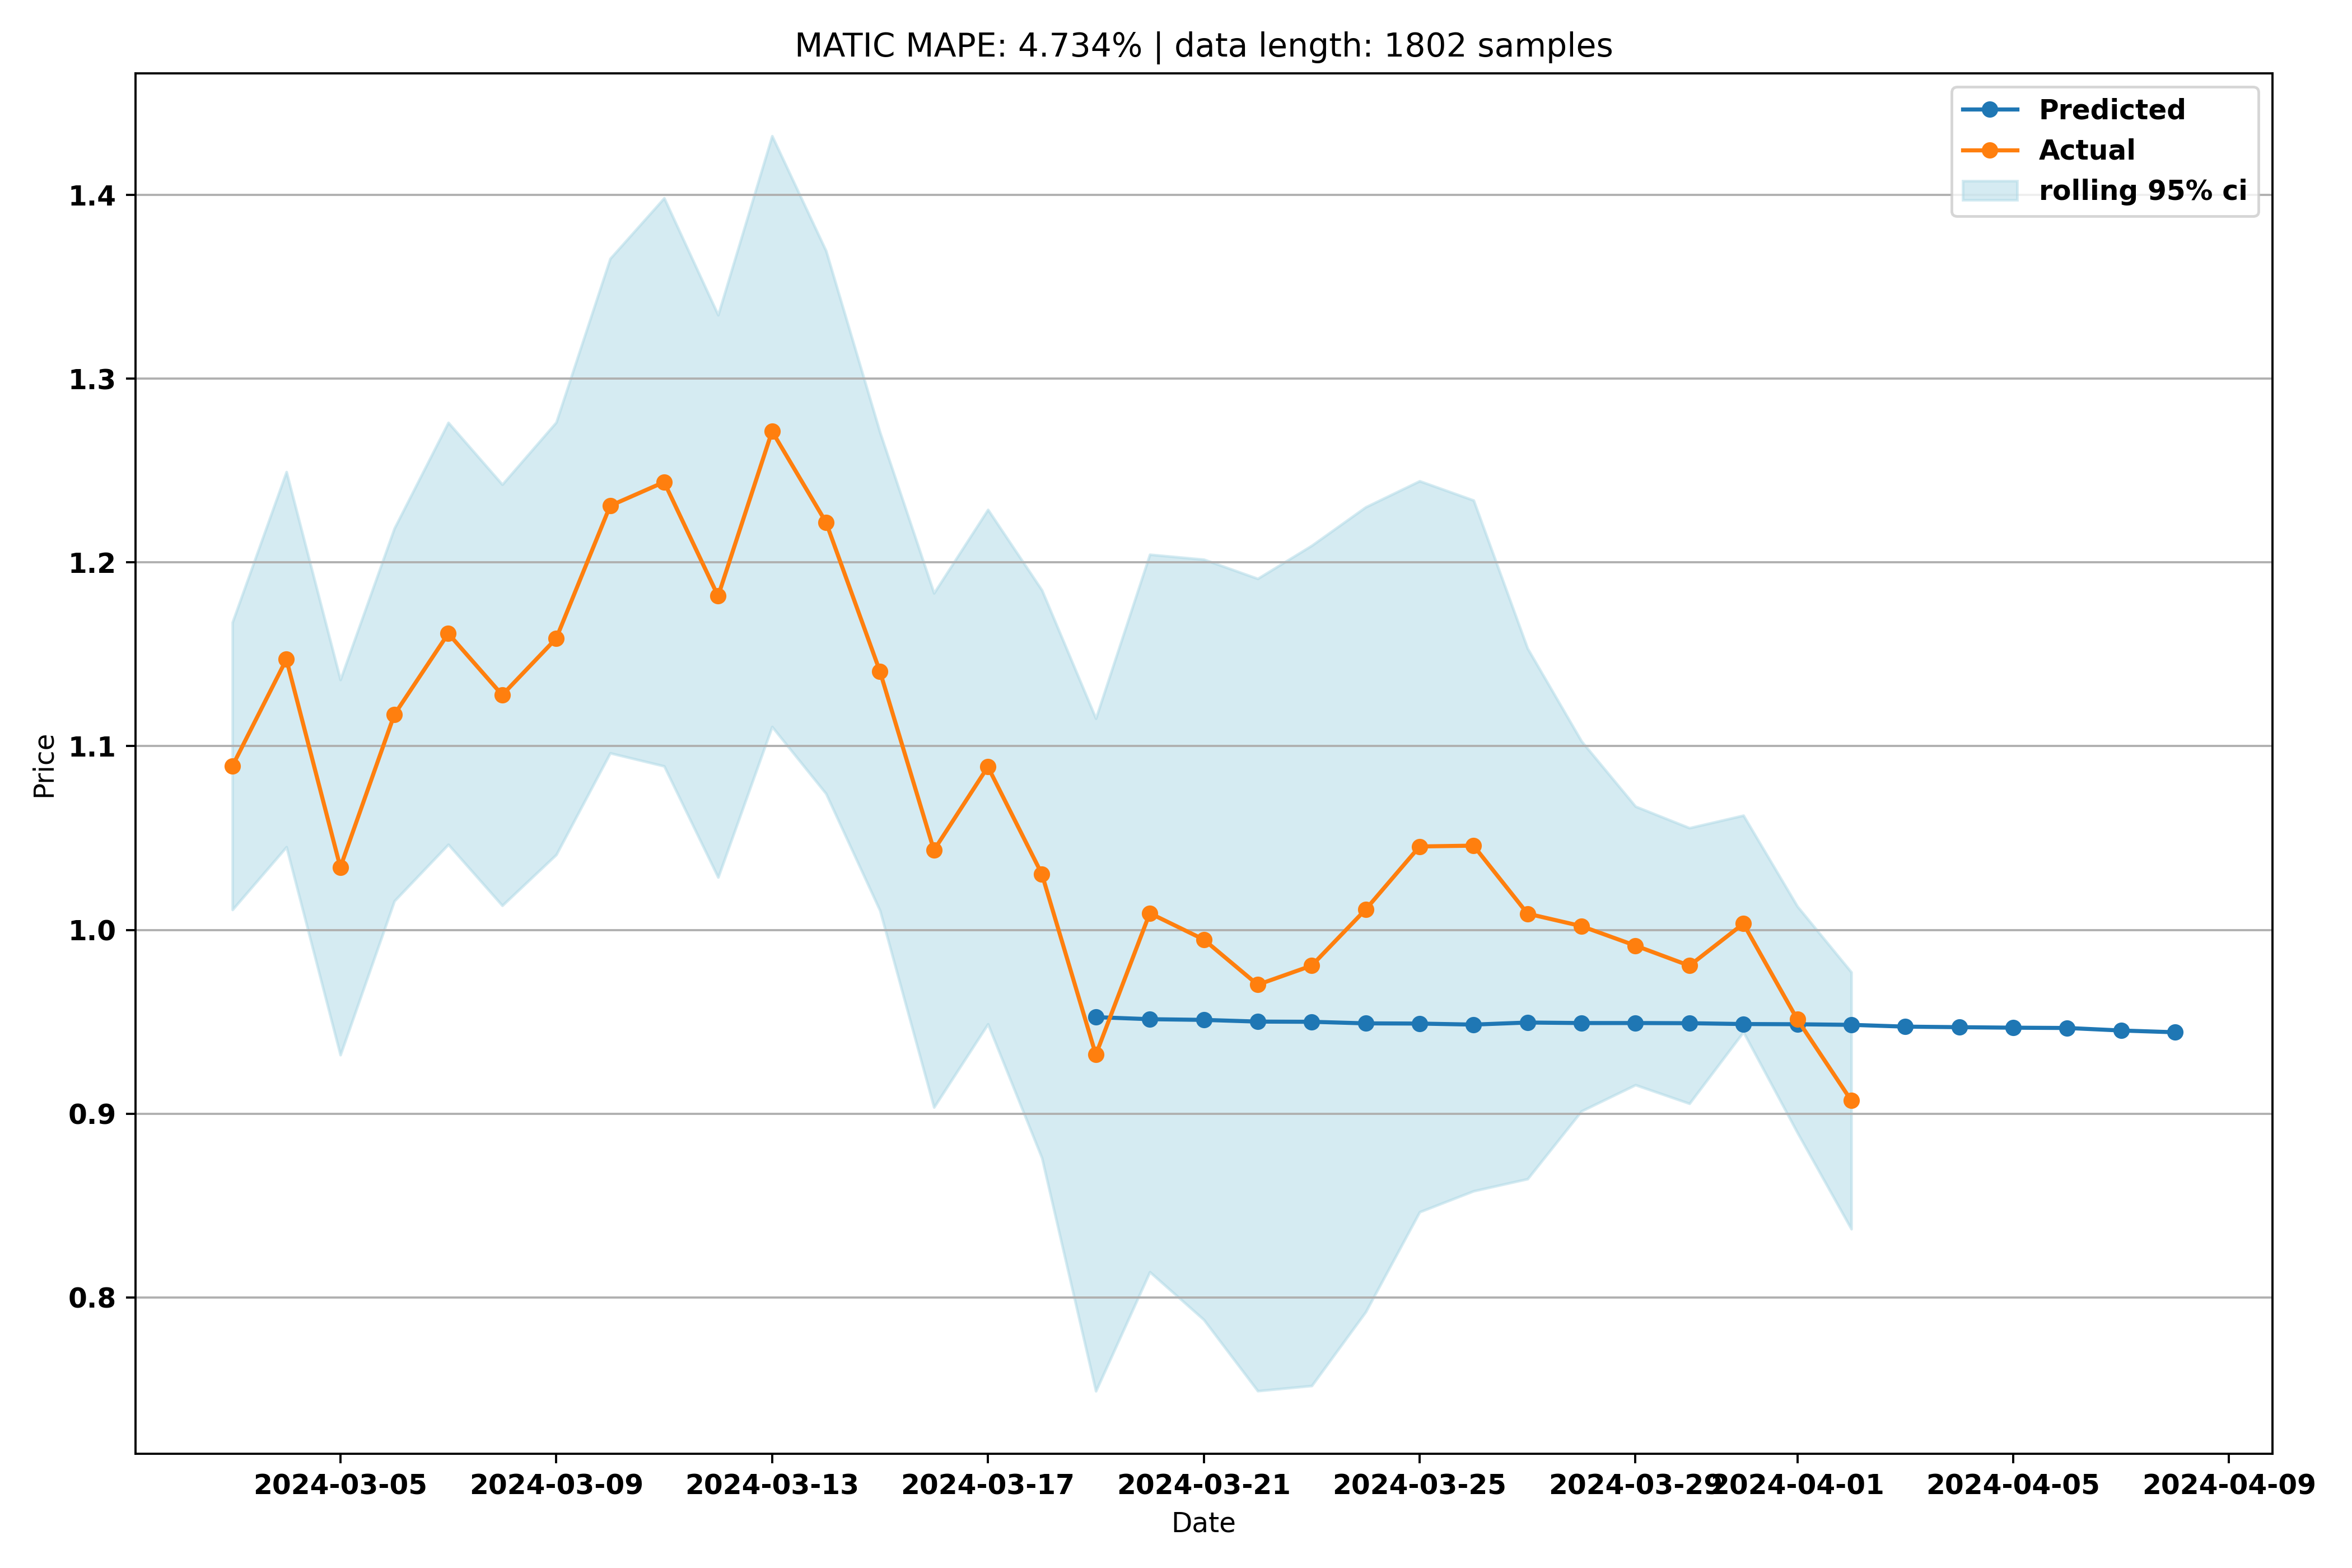 MATIC MAPE: 4.734% | data length: 1802 samples
Predicted
Actual
rolling 95% ci
1.4
1.3
1.2
1.1
1.0
0.9
0.8
Price
2024-03-05 2024-03-09 2024-03-13 2024-03-17 2024-03-21 2024-03-25 2024-03-29 2024-04-01 2024-04-05 2024-04-09
Date